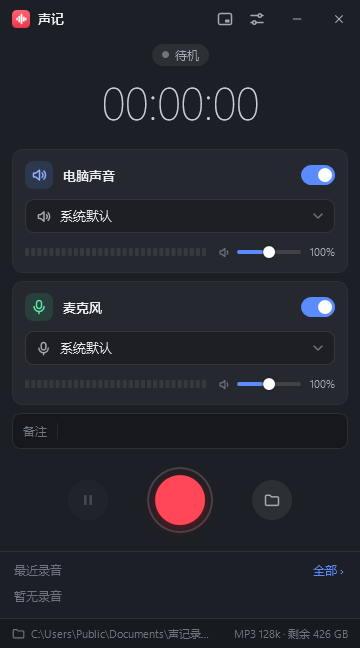 声记
待机
00:00:00
电脑声音
系统默认
100%
麦克风
系统默认
100%
备注
最近录音 全部 ›
暂无录音
C:\Users\Public\Documents\声记录... MP3 128k · 剩余 426 GB